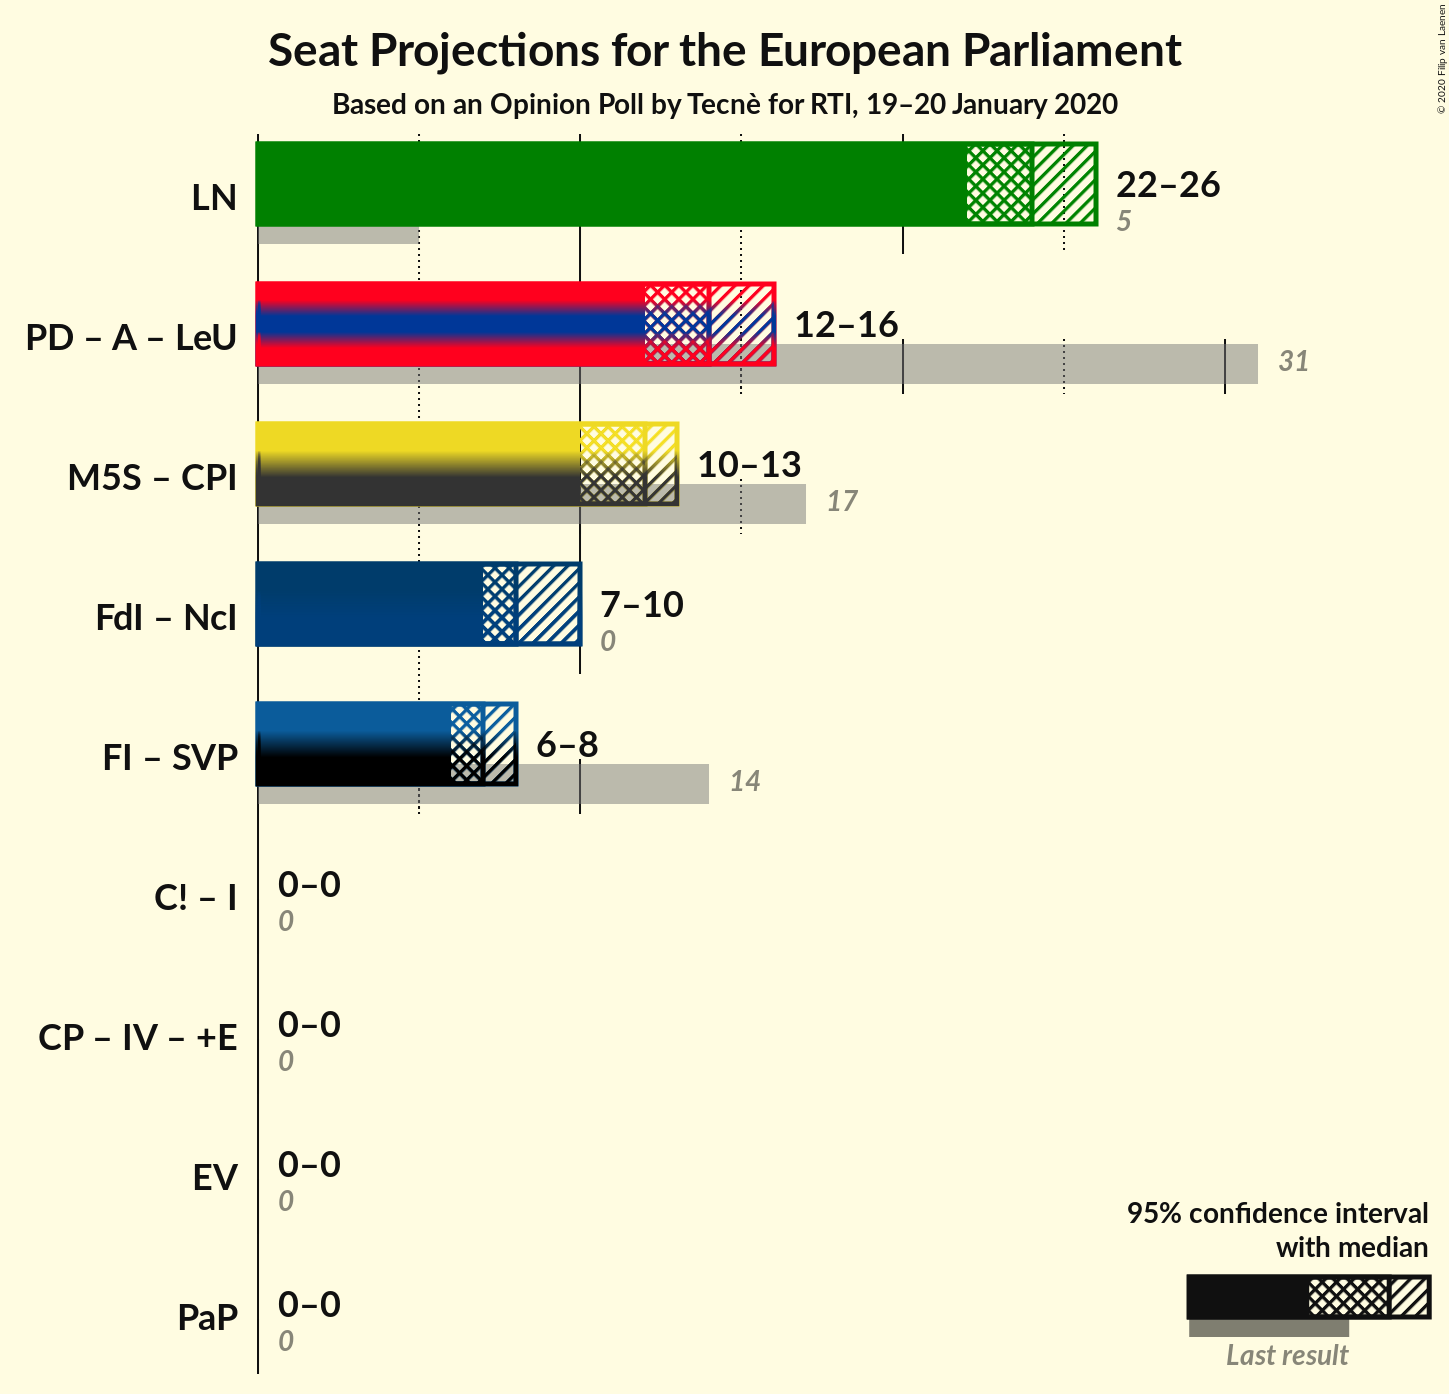 Seat Projections for the European Parliament
Based on an Opinion Poll by Tecnè for RTI, 19–20 January 2020
© 2020 Filip van Laenen
LN
22–26
5
PD – A – LeU
12–16
31
M5S – CPI
10–13
17
FdI – NcI
7–10
0
FI – SVP
6–8
14
C! – I
0–0
0
CP – IV – +E
0–0
0
EV
0–0
0
PaP
0–0
0
95% confidence interval
with median
Last result